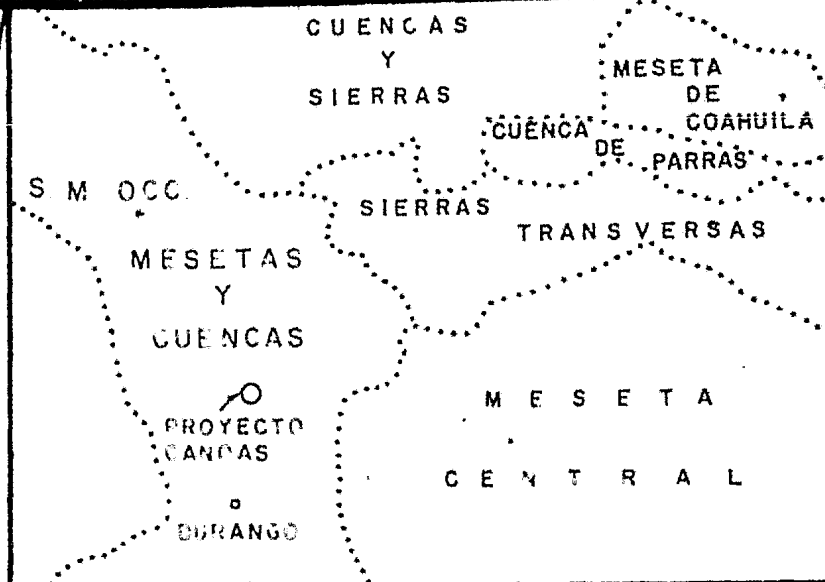 CUENCAS
Y
SIERRAS
MESETA
DE
COAHUILA
CUENCA
DE
PARRAS
S. M OCC.
SIERRAS
TRANSVERSAS
MESETAS
Y
CUENCAS
MESETA
CENTRAL
PROYECTO
CANOAS
DURANGO